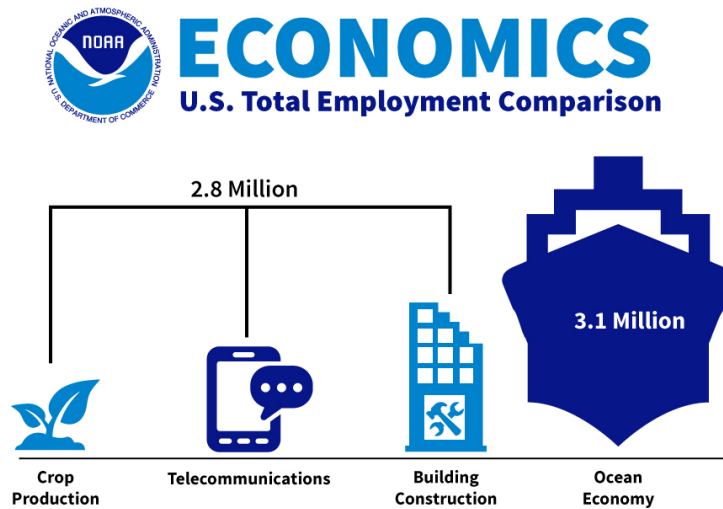 NATIONAL OCEANIC AND ATMOSPHERIC ADMINISTRATION
U.S. DEPARTMENT OF COMMERCE
NOAA
ECONOMICS
U.S. Total Employment Comparison
2.8 Million
3.1 Million
Crop
Production
Telecommunications
Building
Construction
Ocean
Economy